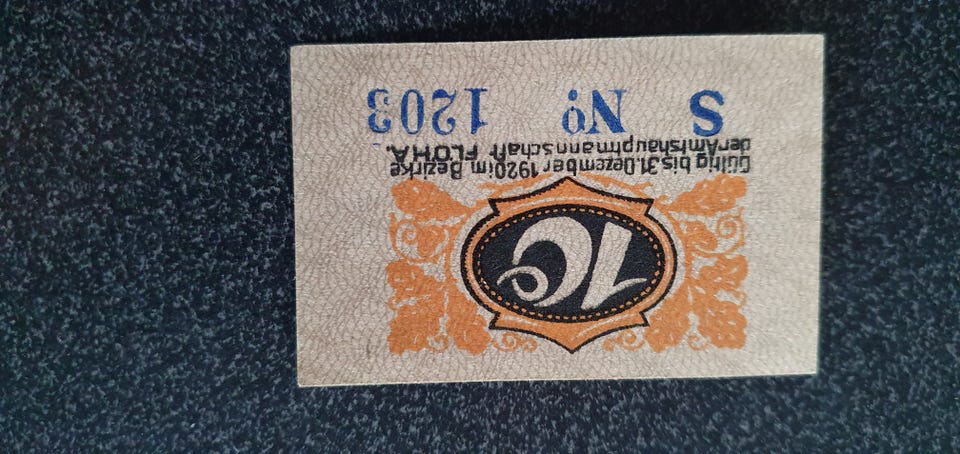 10
Gültig bis 31. Dezember 1920 im Bezirke
der Amtshauptmannschaft FLÖHA.
S No 1203